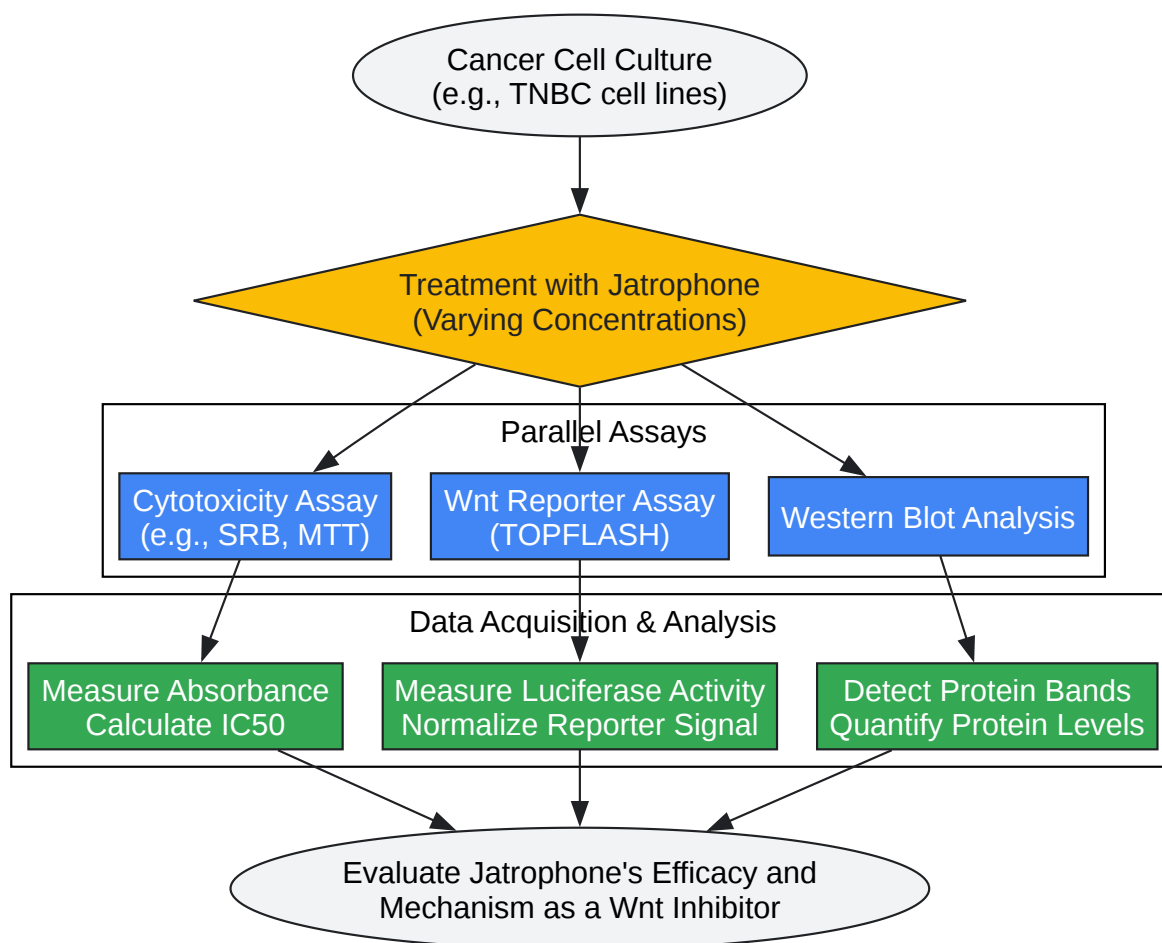 Cancer Cell Culture
(e.g., TNBC cell lines)
Treatment with Jatrophone
(Varying Concentrations)
Parallel Assays
Cytotoxicity Assay
(e.g., SRB, MTT)
Wnt Reporter Assay
(TOPFLASH)
Western Blot Analysis
Data Acquisition & Analysis
Measure Absorbance
Calculate IC50
Measure Luciferase Activity
Normalize Reporter Signal
Detect Protein Bands
Quantify Protein Levels
Evaluate Jatrophone's Efficacy and
Mechanism as a Wnt Inhibitor